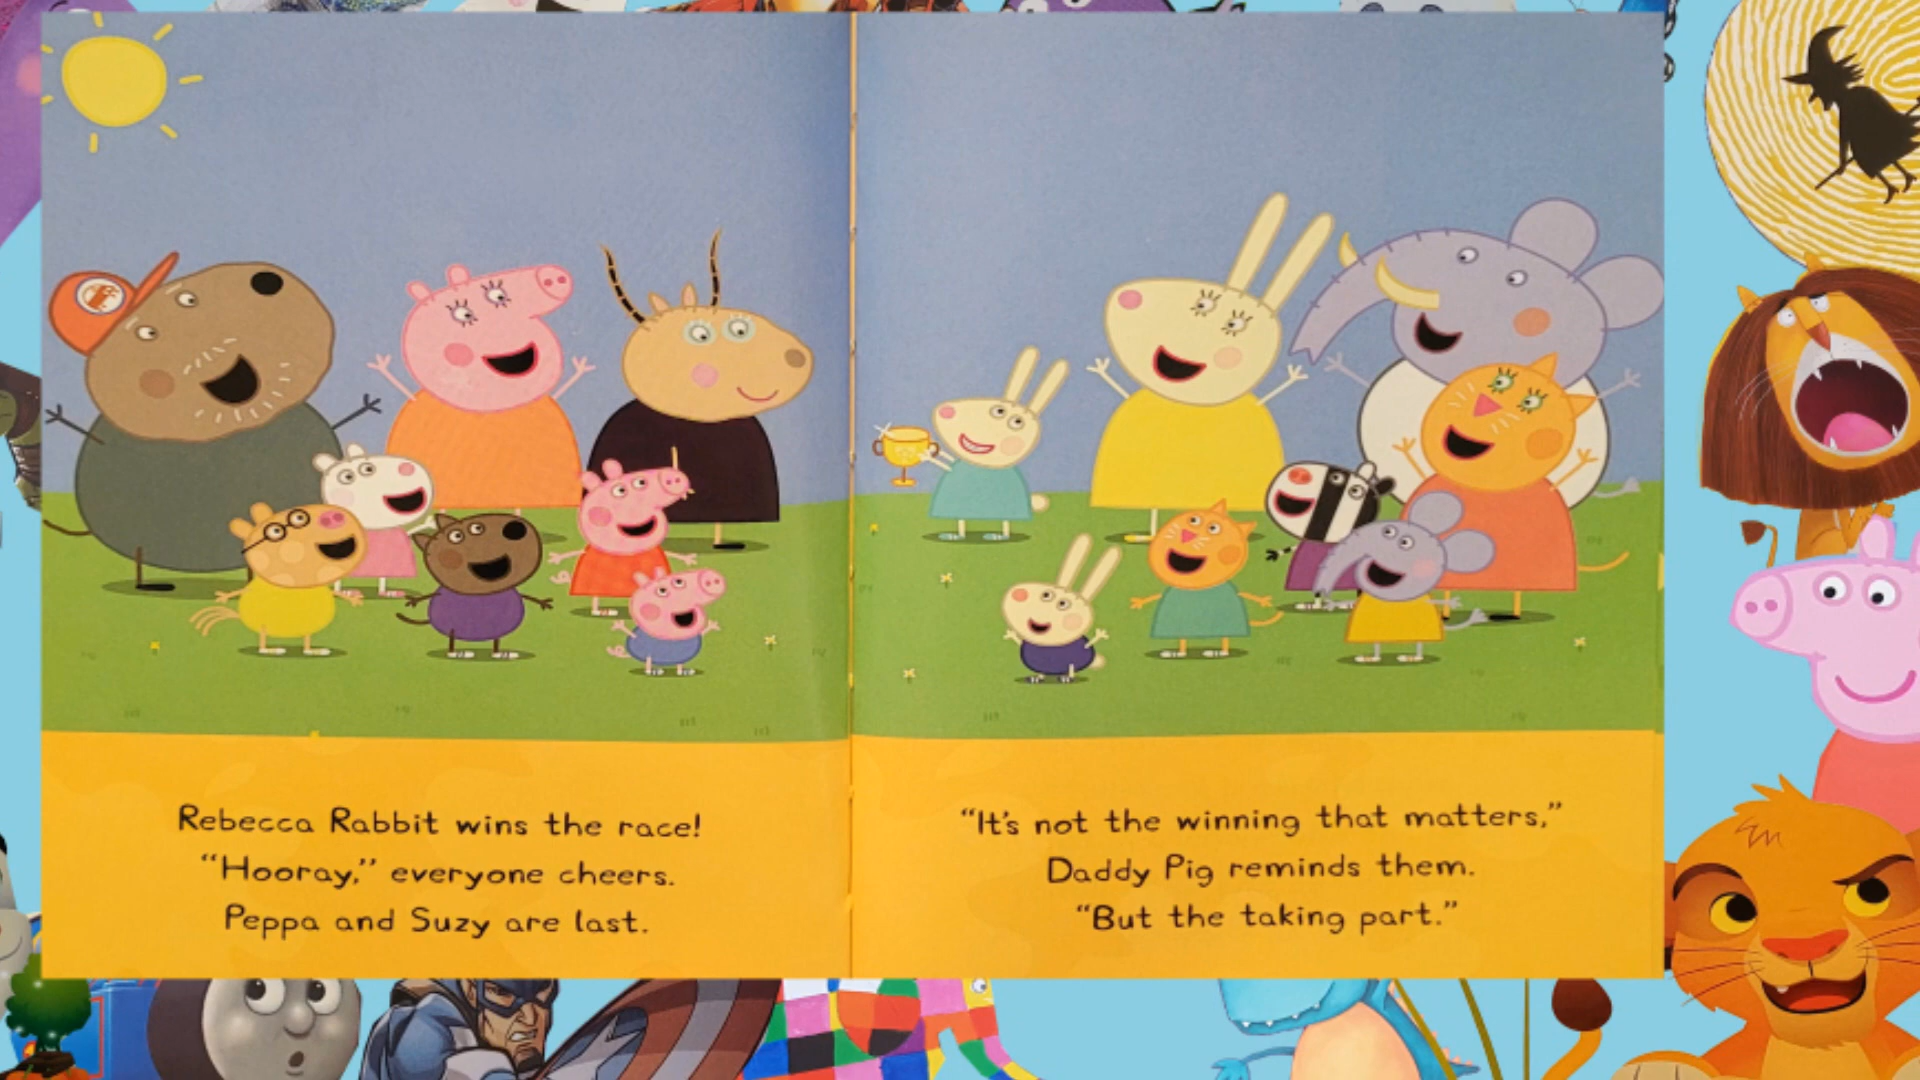 Rebecca Rabbit wins the race!
“Hooray,” everyone cheers.
Peppa and Suzy are last.
“It’s not the winning that matters,”
Daddy Pig reminds them.
“But the taking part.”